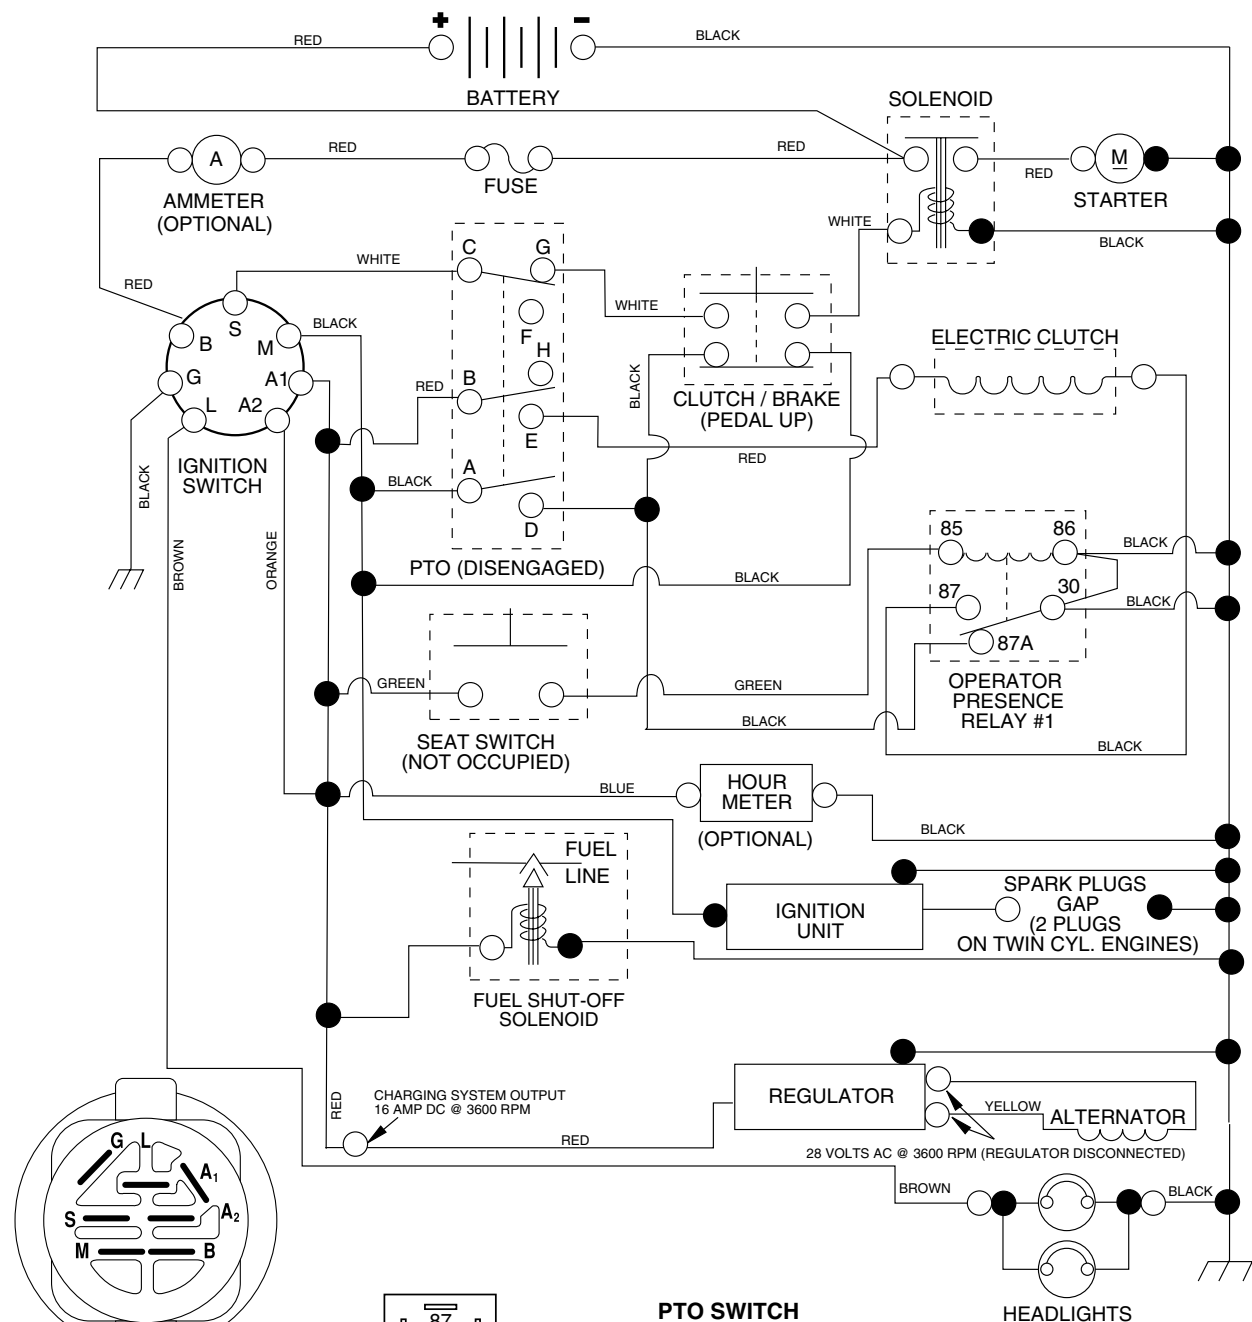 + -
RED
BLACK
BATTERY
SOLENOID
A
RED
RED
RED
M
AMMETER
(OPTIONAL)
FUSE
STARTER
WHITE
BLACK
C
G
WHITE
RED
S
F
WHITE
BLACK
B
M
H
ELECTRIC CLUTCH
G
A1
RED
B
BLACK
L
A2
CLUTCH / BRAKE
(PEDAL UP)
E
RED
IGNITION
SWITCH
A
BLACK
BLACK
D
BROWN
ORANGE
85
86
BLACK
PTO (DISENGAGED)
BLACK
87
30
BLACK
87A
GREEN
GREEN
OPERATOR
PRESENCE
RELAY #1
BLACK
SEAT SWITCH
(NOT OCCUPIED)
BLACK
BLUE
HOUR
METER
(OPTIONAL)
BLACK
FUEL
LINE
IGNITION
UNIT
SPARK PLUGS
GAP
(2 PLUGS
ON TWIN CYL. ENGINES)
FUEL SHUT-OFF
SOLENOID
RED
CHARGING SYSTEM OUTPUT
16 AMP DC @ 3600 RPM
RED
REGULATOR
YELLOW
ALTERNATOR
28 VOLTS AC @ 3600 RPM (REGULATOR DISCONNECTED)
G L
A1
S
A2
M
B
BROWN
BLACK
87
PTO SWITCH
HEADLIGHTS